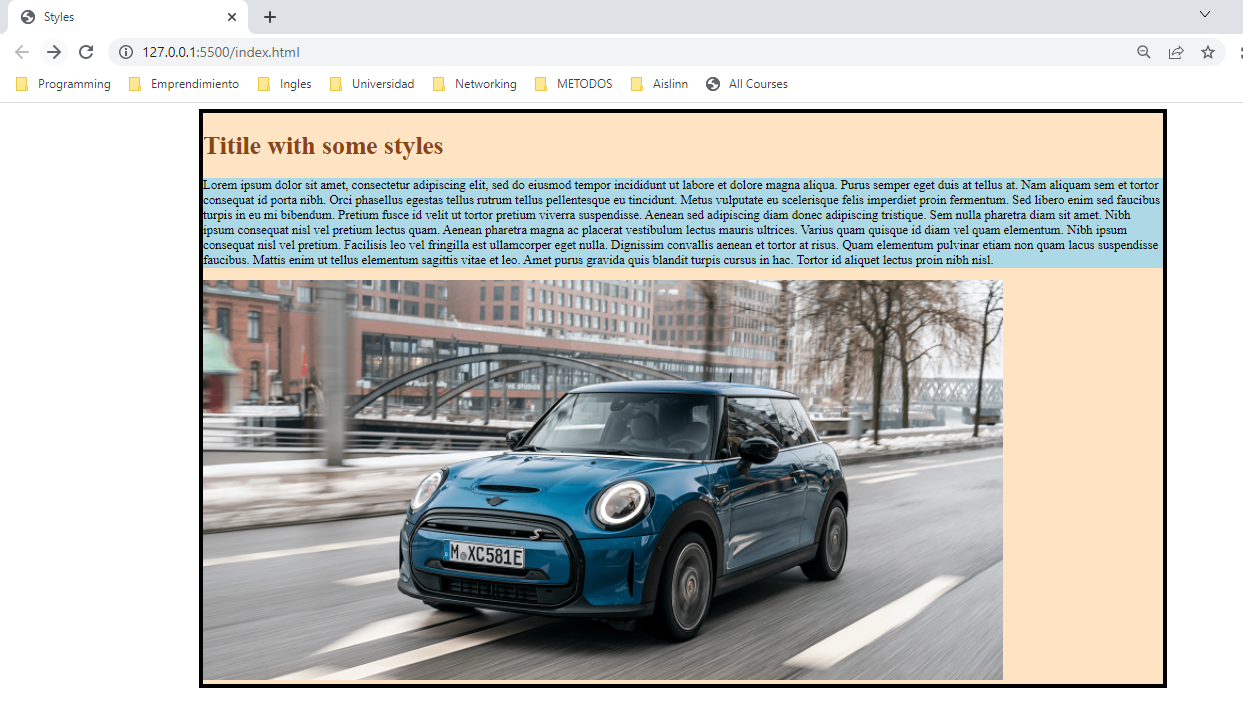 Styles
127.0.0.1:5500/index.html
Programming Emprendimiento Ingles Universidad Networking METODOS Aislinn All Courses
Titile with some styles
Lorem ipsum dolor sit amet, consectetur adipiscing elit, sed do eiusmod tempor incididunt ut labore et dolore magna aliqua. Purus semper eget duis at tellus at. Nam aliquam sem et tortor
consequat id porta nibh. Orci phasellus egestas tellus rutrum tellus pellentesque eu tincidunt. Metus vulputate eu scelerisque felis imperdiet proin fermentum. Sed libero enim sed faucibus
turpis in eu mi bibendum. Pretium fusce id velit ut tortor pretium viverra suspendisse. Aenean sed adipiscing diam donec adipiscing tristique. Sem nulla pharetra diam sit amet. Nibh
ipsum consequat nisl vel pretium lectus quam. Aenean pharetra magna ac placerat vestibulum lectus mauris ultrices. Varius quam quisque id diam vel quam elementum. Nibh ipsum
consequat nisl vel pretium. Facilisis leo vel fringilla est ullamcorper eget nulla. Dignissim convallis aenean et tortor at risus. Quam elementum pulvinar etiam non quam lacus suspendisse
faucibus. Mattis enim ut tellus elementum sagittis vitae et leo. Amet purus gravida quis blandit turpis cursus in hac. Tortor id aliquet lectus proin nibh nisl.
M XC581E